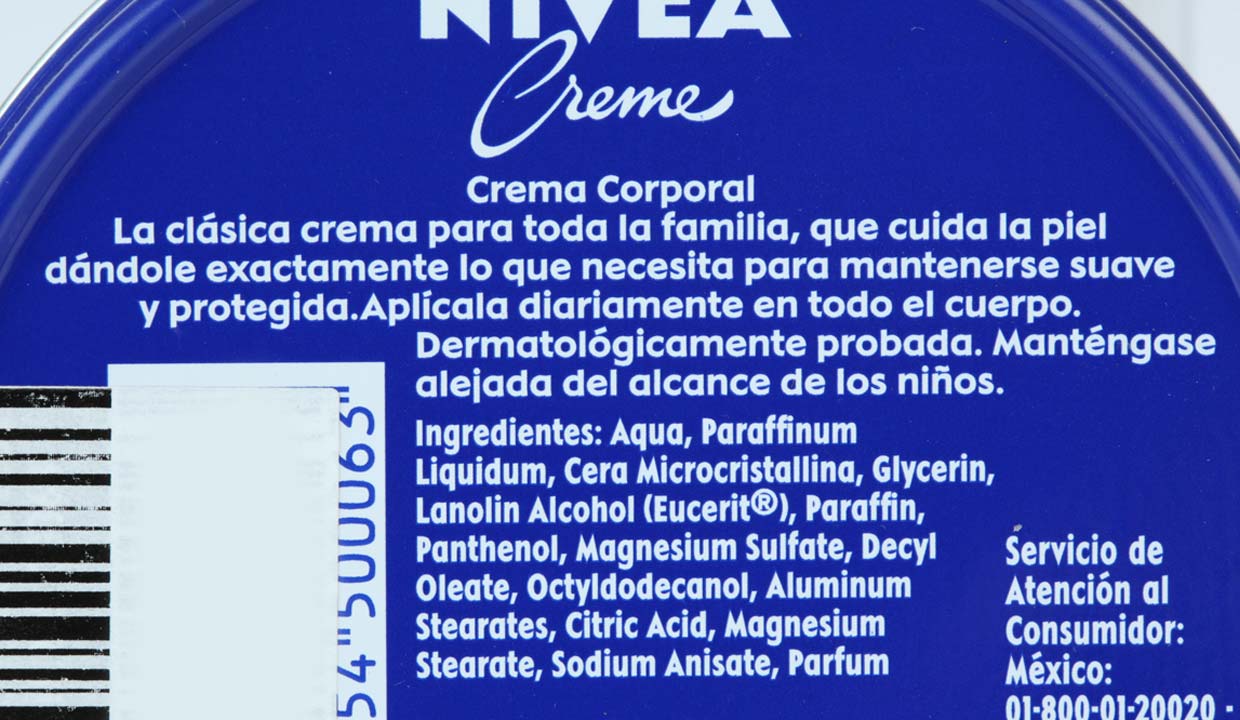 NIVEA
Creme
Crema Corporal
La clásica crema para toda la familia, que cuida la piel
dándole exactamente lo que necesita para mantenerse suave
y protegida.Aplícala diariamente en todo el cuerpo.
Dermatológicamente probada. Manténgase
alejada del alcance de los niños.
Ingredientes: Aqua, Paraffinum
Liquidum, Cera Microcristallina, Glycerin,
Lanolin Alcohol (Eucerit®), Paraffin,
Panthenol, Magnesium Sulfate, Decyl
Oleate, Octyldodecanol, Aluminum
Stearates, Citric Acid, Magnesium
Stearate, Sodium Anisate, Parfum
Servicio de
Atención al
Consumidor:
México:
01-800-01-20020 ·
54"500063"